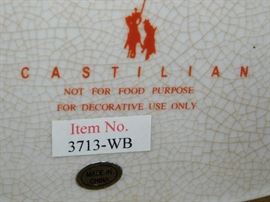 CASTILIAN
NOT FOR FOOD PURPOSE
FOR DECORATIVE USE ONLY
Item No.
3713-WB
MADE IN
CHINA